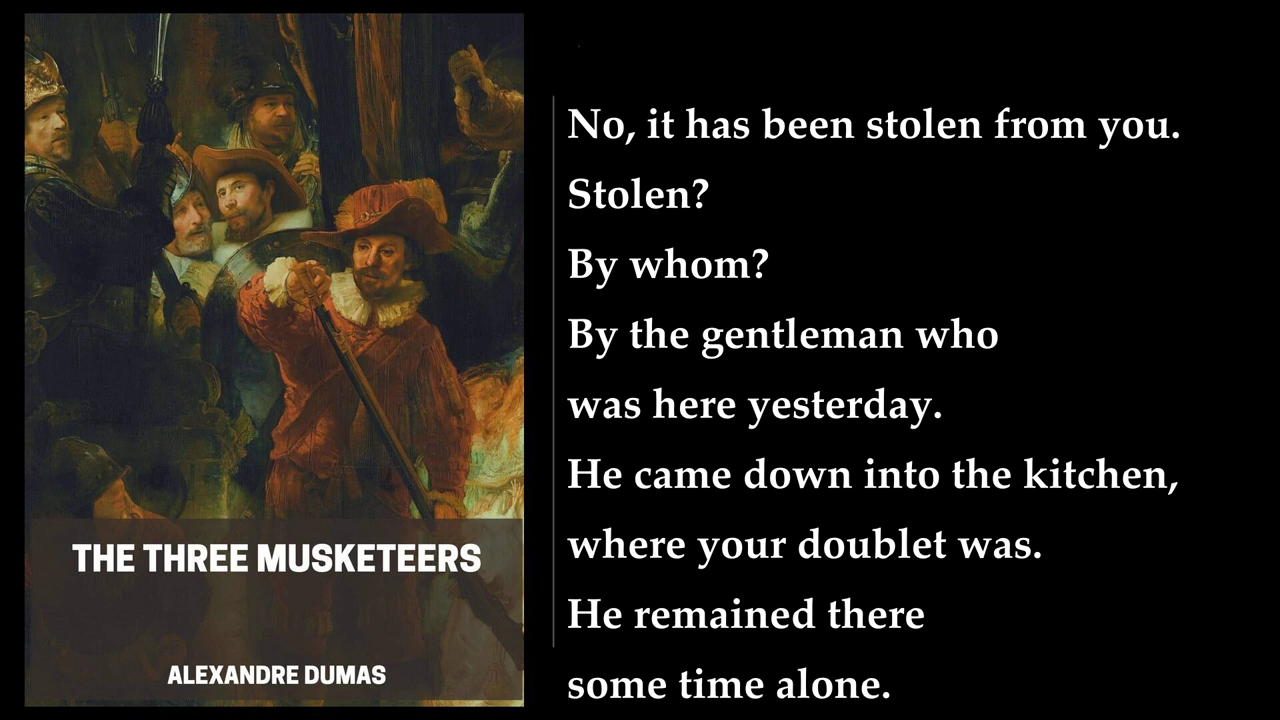 THE THREE MUSKETEERS
ALEXANDRE DUMAS
No, it has been stolen from you.
Stolen?
By whom?
By the gentleman who
was here yesterday.
He came down into the kitchen,
where your doublet was.
He remained there
some time alone.